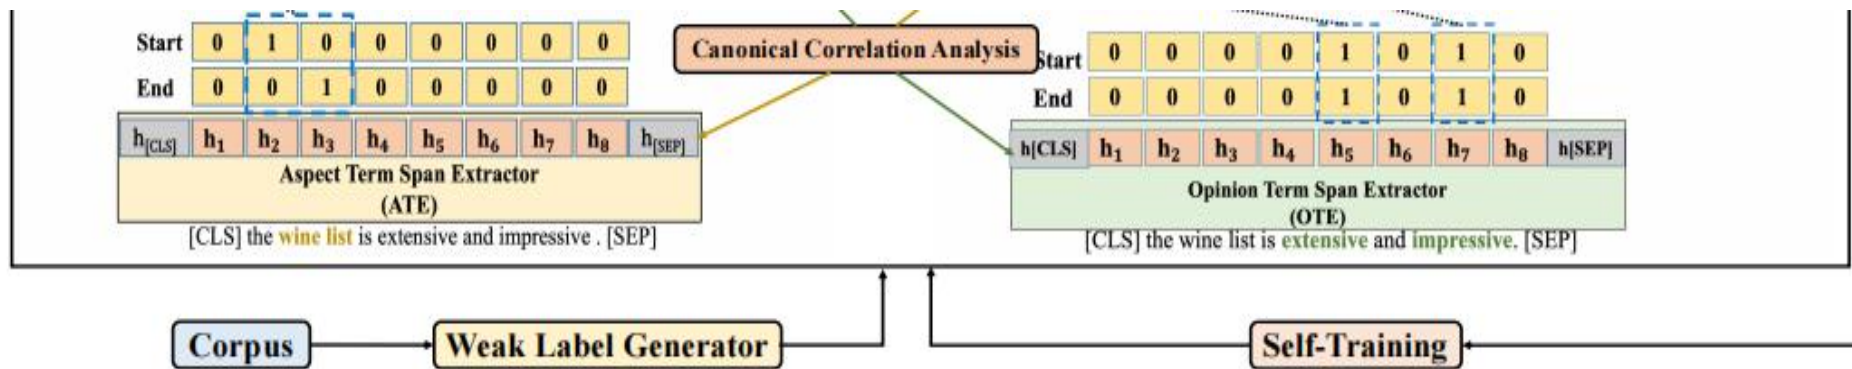 Start 0 1 0 0 0 0 0 0
End 0 0 1 0 0 0 0 0
h[CLS] h1 h2 h3 h4 h5 h6 h7 h8 h[SEP]
Aspect Term Span Extractor
(ATE)
[CLS] the wine list is extensive and impressive . [SEP]
Canonical Correlation Analysis
Start 0 0 0 0 1 0 1 0
End 0 0 0 0 1 0 1 0
h[CLS] h1 h2 h3 h4 h5 h6 h7 h8 h[SEP]
Opinion Term Span Extractor
(OTE)
[CLS] the wine list is extensive and impressive. [SEP]
Corpus
Weak Label Generator
Self-Training